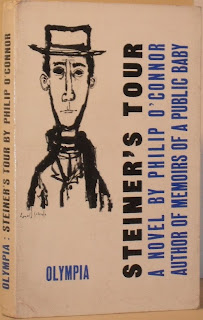 OLYMPIA : STEINER'S TOUR BY PHILIP O'CONNOR
STEINER'S TOUR
A NOVEL BY PHILIP O'CONNOR
AUTHOR OF MEMOIRS OF A PUBLIC BABY
OLYMPIA